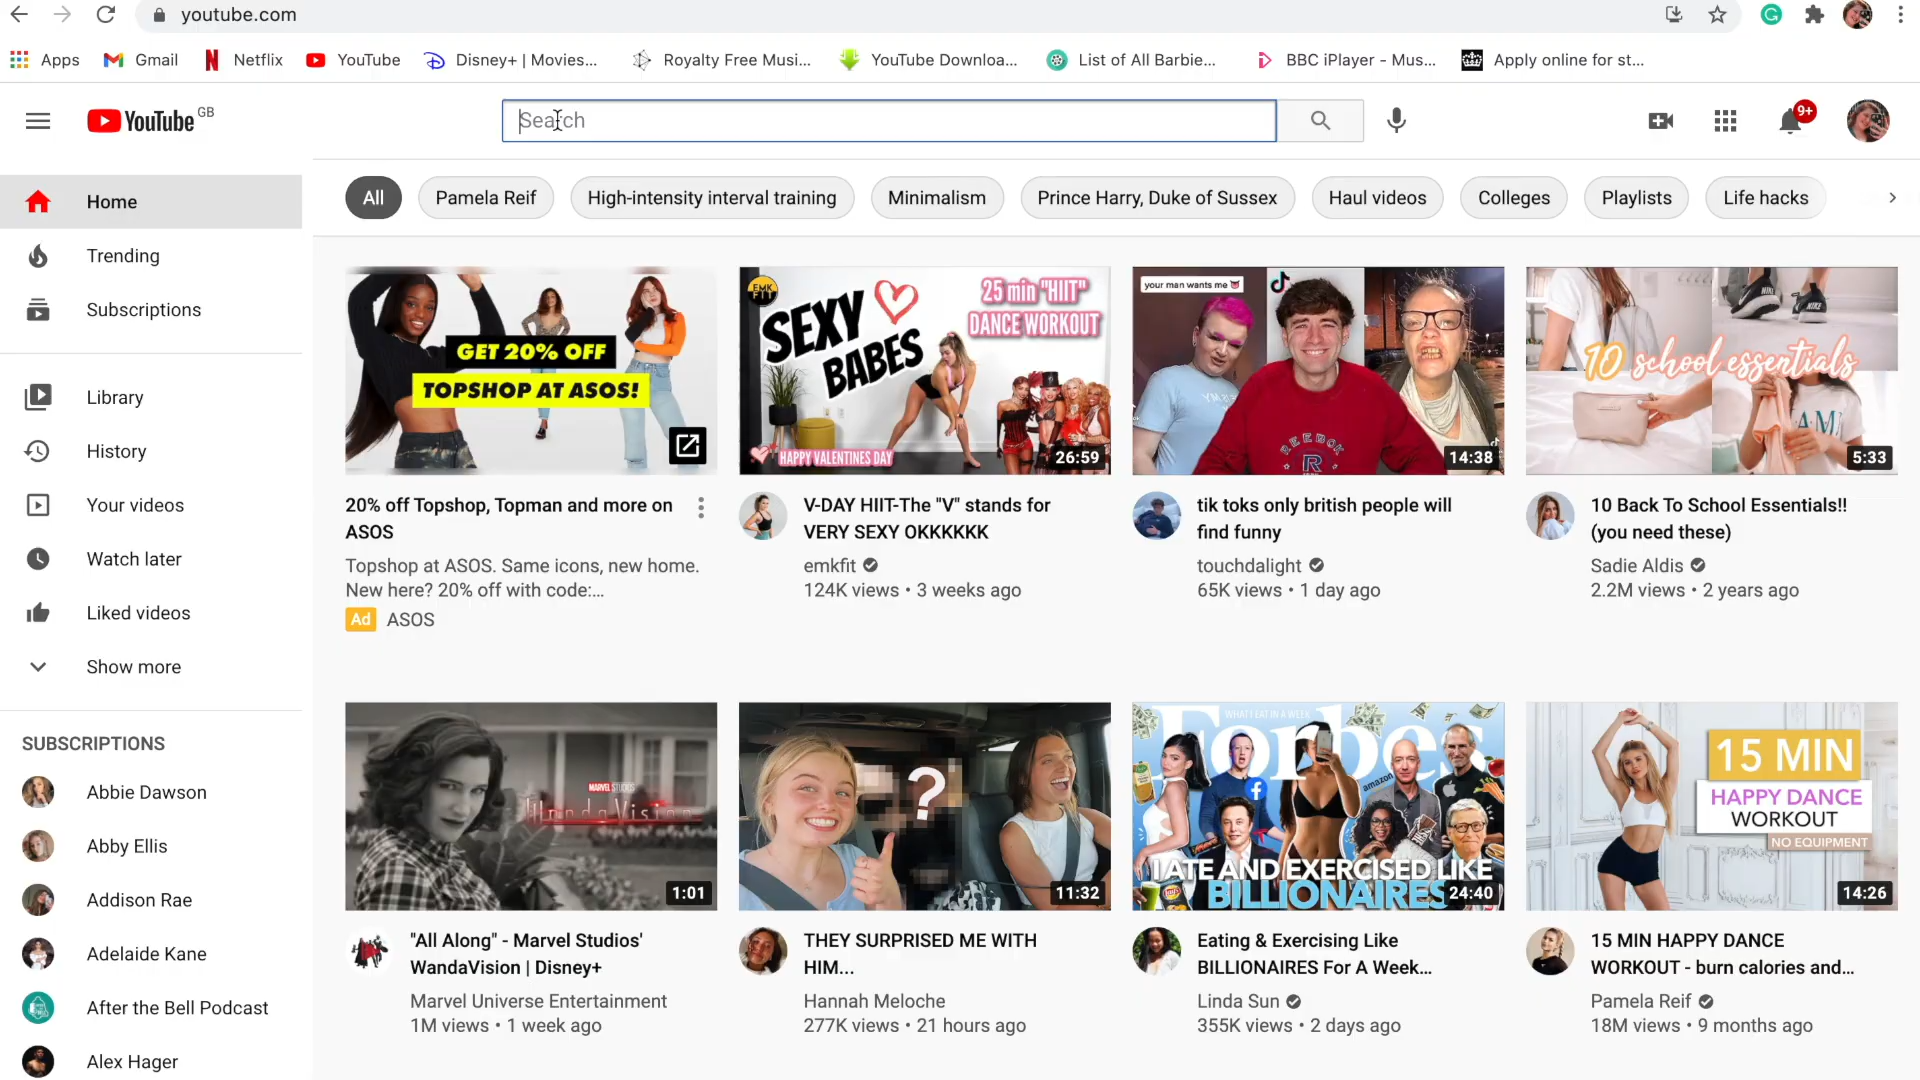 youtube.com
Apps
Gmail
Netflix
YouTube
Disney+ | Movies...
Royalty Free Musi...
YouTube Downloa...
List of All Barbie...
BBC iPlayer - Mus...
Apply online for st...
YouTube GB
Search
9+
Home
Trending
Subscriptions
Library
History
Your videos
Watch later
Liked videos
Show more
SUBSCRIPTIONS
Abbie Dawson
Abby Ellis
Addison Rae
Adelaide Kane
After the Bell Podcast
Alex Hager
All
Pamela Reif
High-intensity interval training
Minimalism
Prince Harry, Duke of Sussex
Haul videos
Colleges
Playlists
Life hacks
GET 20% OFF
TOPSHOP AT ASOS!
20% off Topshop, Topman and more on
ASOS
Topshop at ASOS. Same icons, new home.
New here? 20% off with code:...
Ad ASOS
EMK
FIT
SEXY
BABES
25 min "HIIT"
DANCE WORKOUT
HAPPY VALENTINES DAY
26:59
V-DAY HIIT-The "V" stands for
VERY SEXY OKKKKKK
emkfit
124K views • 3 weeks ago
your man wants me
REEBOK
R
14:38
tik toks only british people will
find funny
touchdalight
65K views • 1 day ago
NIKE
10 school essentials
5:33
10 Back To School Essentials!!
(you need these)
Sadie Aldis
2.2M views • 2 years ago
MARVEL STUDIOS
WandaVision
1:01
"All Along" - Marvel Studios'
WandaVision | Disney+
Marvel Universe Entertainment
1M views • 1 week ago
?
11:32
THEY SURPRISED ME WITH
HIM...
Hannah Meloche
277K views • 21 hours ago
WHAT I EAT IN A WEEK
Forbes
amazon
I ATE AND EXERCISED LIKE
BILLIONAIRES
24:40
Eating & Exercising Like
BILLIONAIRES For A Week...
Linda Sun
355K views • 2 days ago
15 MIN
HAPPY DANCE
WORKOUT
NO EQUIPMENT
14:26
15 MIN HAPPY DANCE
WORKOUT - burn calories and...
Pamela Reif
18M views • 9 months ago